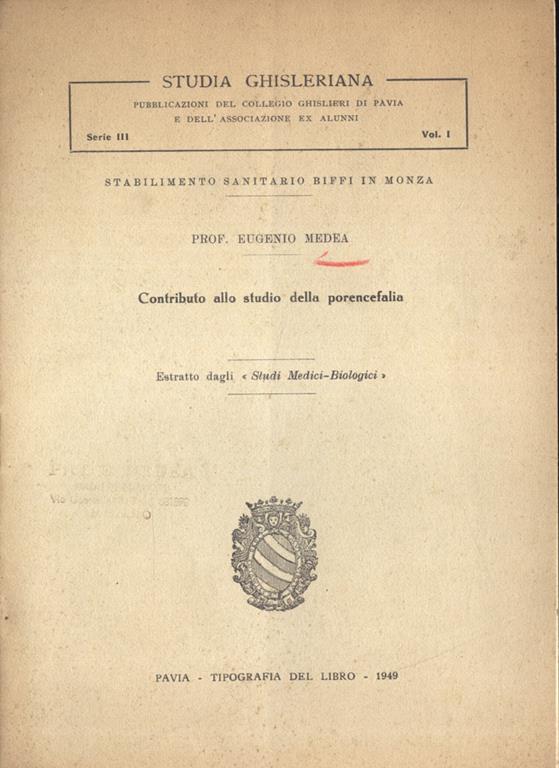 STUDIA GHISLERIANA
PUBBLICAZIONI DEL COLLEGIO GHISLIERI DI PAVIA
E DELL'ASSOCIAZIONE EX ALUNNI
Serie III Vol. I
STABILIMENTO SANITARIO BIFFI IN MONZA
PROF. EUGENIO MEDEA
Contributo allo studio della porencefalia
Estratto dagli « Studi Medici-Biologici »
PAVIA - TIPOGRAFIA DEL LIBRO - 1949